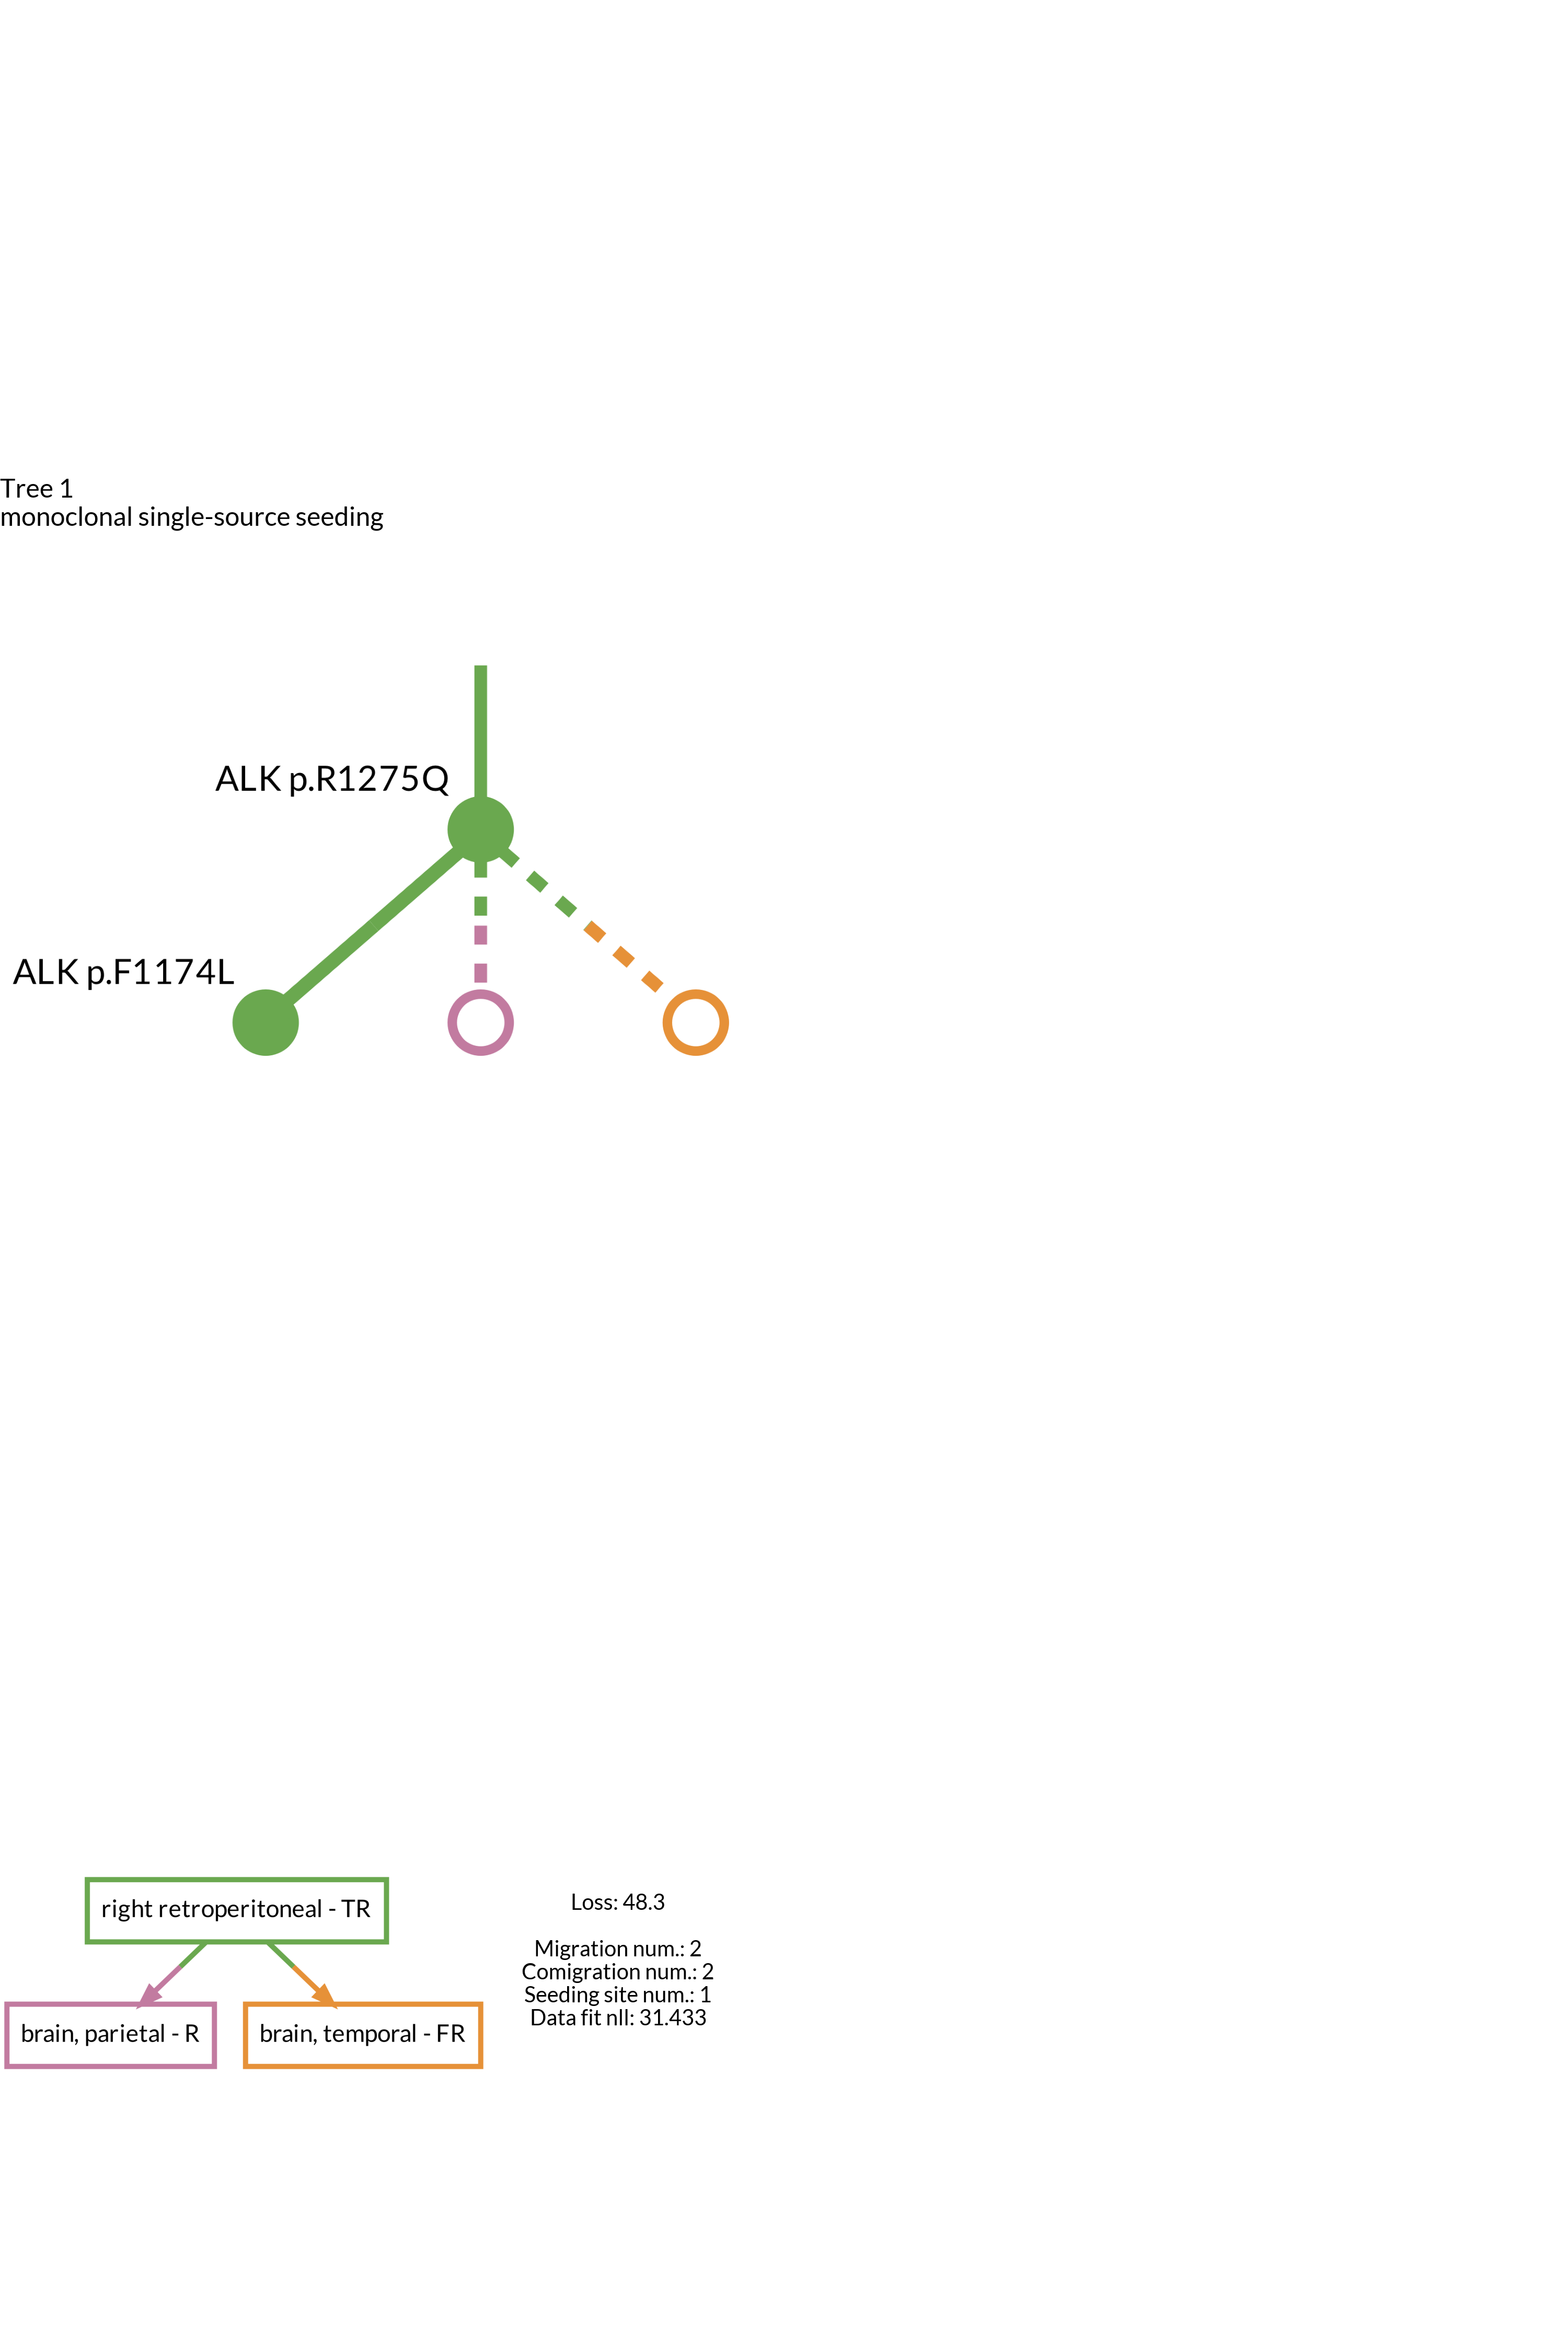 Tree 1
monoclonal single-source seeding
ALK p.R1275Q
ALK p.F1174L
right retroperitoneal - TR
brain, parietal - R
brain, temporal - FR
Loss: 48.3
Migration num.: 2
Comigration num.: 2
Seeding site num.: 1
Data fit nll: 31.433